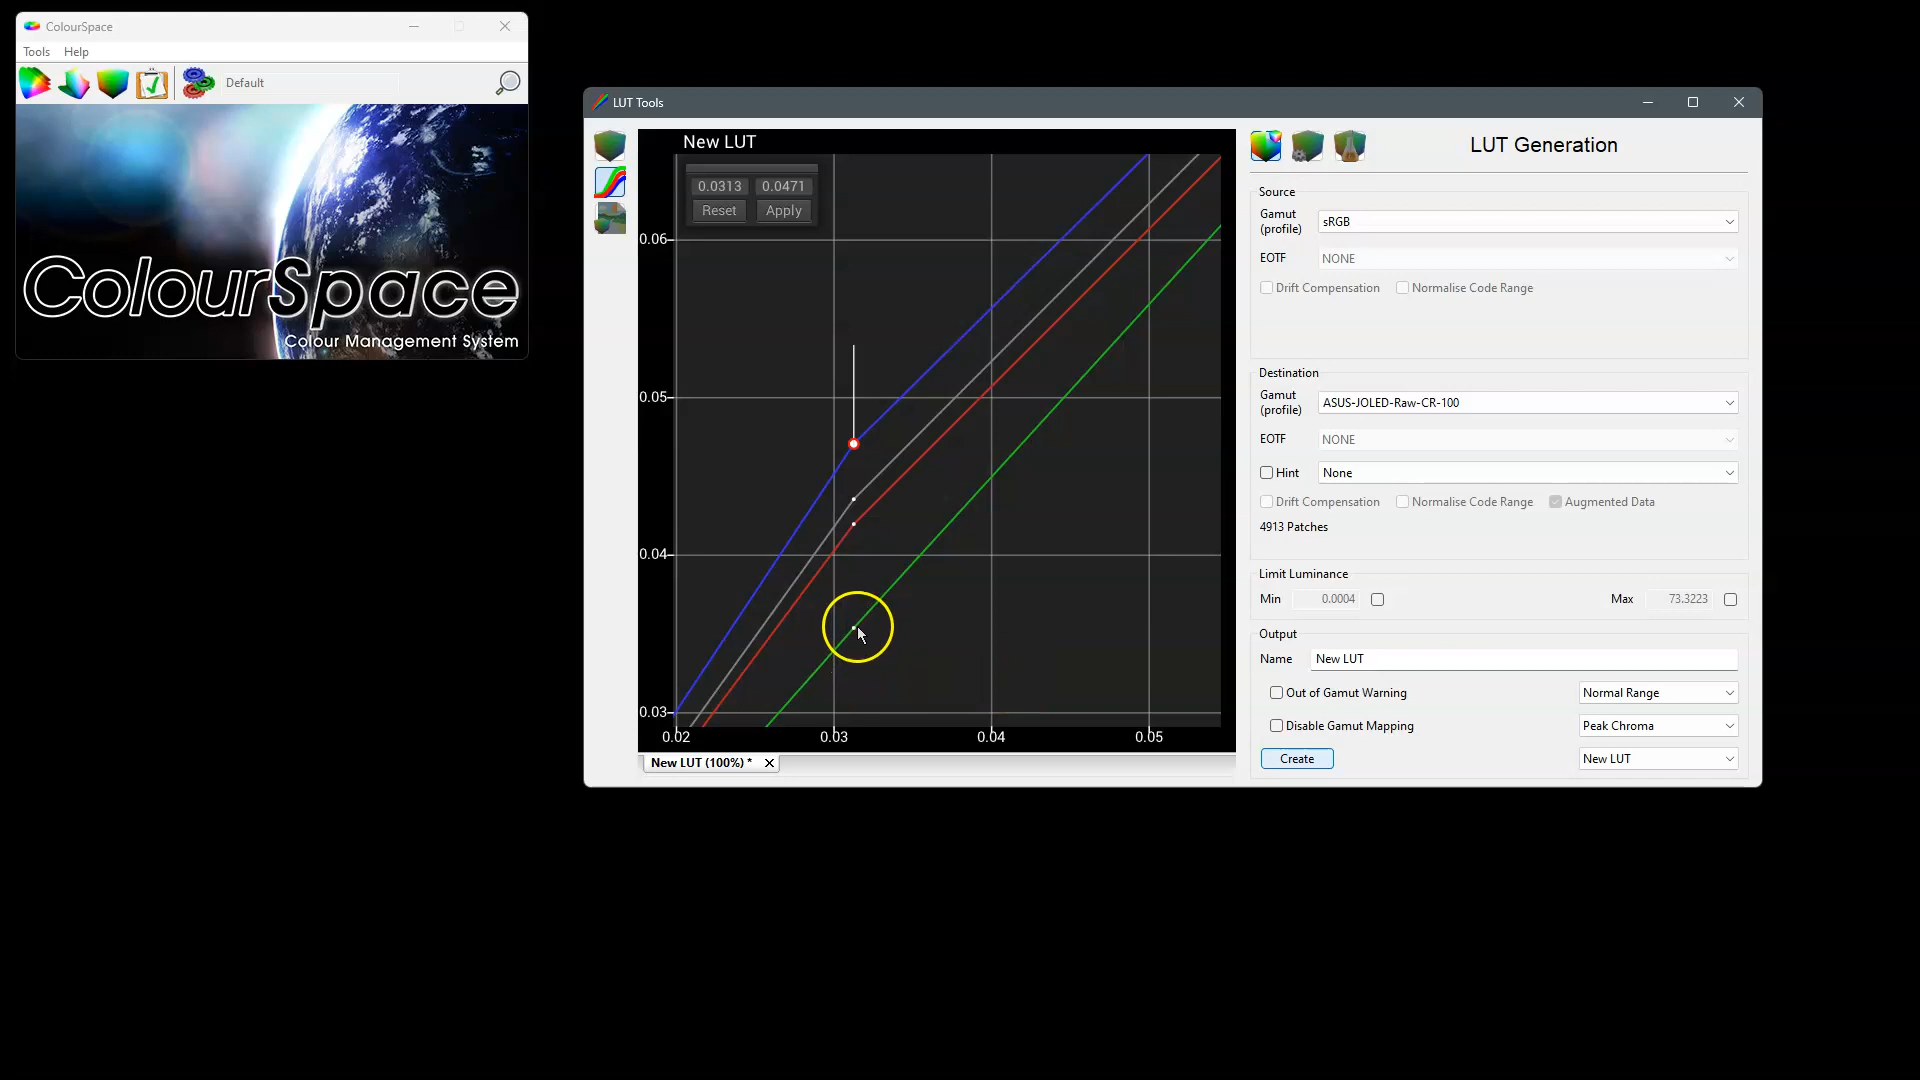 ColourSpace
Tools Help
Default
ColourSpace
Colour Management System
LUT Tools
New LUT
0.0313 0.0471
Reset Apply
0.06
0.05
0.04
0.03
0.02 0.03 0.04 0.05
New LUT (100%) *
LUT Generation
Source
Gamut
(profile)
sRGB
EOTF NONE
Drift Compensation Normalise Code Range
Destination
Gamut
(profile)
ASUS-JOLED-Raw-CR-100
EOTF NONE
Hint None
Drift Compensation Normalise Code Range Augmented Data
4913 Patches
Limit Luminance
Min 0.0004 Max 73.3223
Output
Name New LUT
Out of Gamut Warning Normal Range
Disable Gamut Mapping Peak Chroma
Create New LUT